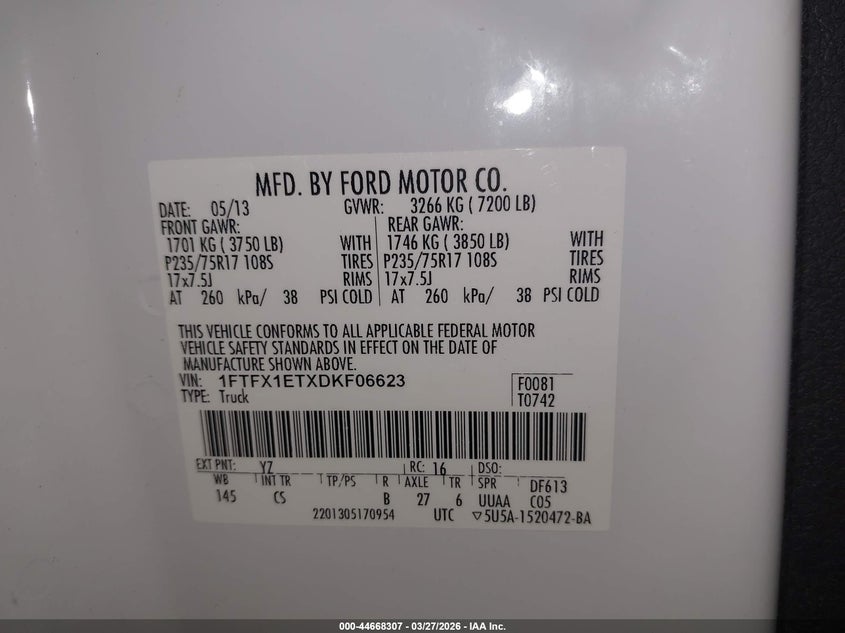 MFD. BY FORD MOTOR CO.
DATE: 05/13 GVWR: 3266 KG ( 7200 LB)
FRONT GAWR: REAR GAWR:
1701 KG ( 3750 LB) WITH 1746 KG ( 3850 LB) WITH
P235/75R17 108S TIRES P235/75R17 108S TIRES
17x7.5J RIMS 17x7.5J RIMS
AT 260 kPa/ 38 PSI COLD AT 260 kPa/ 38 PSI COLD
THIS VEHICLE CONFORMS TO ALL APPLICABLE FEDERAL MOTOR
VEHICLE SAFETY STANDARDS IN EFFECT ON THE DATE OF
MANUFACTURE SHOWN ABOVE.
VIN: 1FTFX1ETXDKF06623 F0081
TYPE: Truck T0742
EXT PNT: YZ RC: 16 DSO:
WB INT TR TP/PS R AXLE TR SPR DF613
145 CS B 27 6 UUAA C05
2201305170954 UTC ▽5U5A-1520472-BA
000-44668307 — 03/27/2026 — IAA Inc.